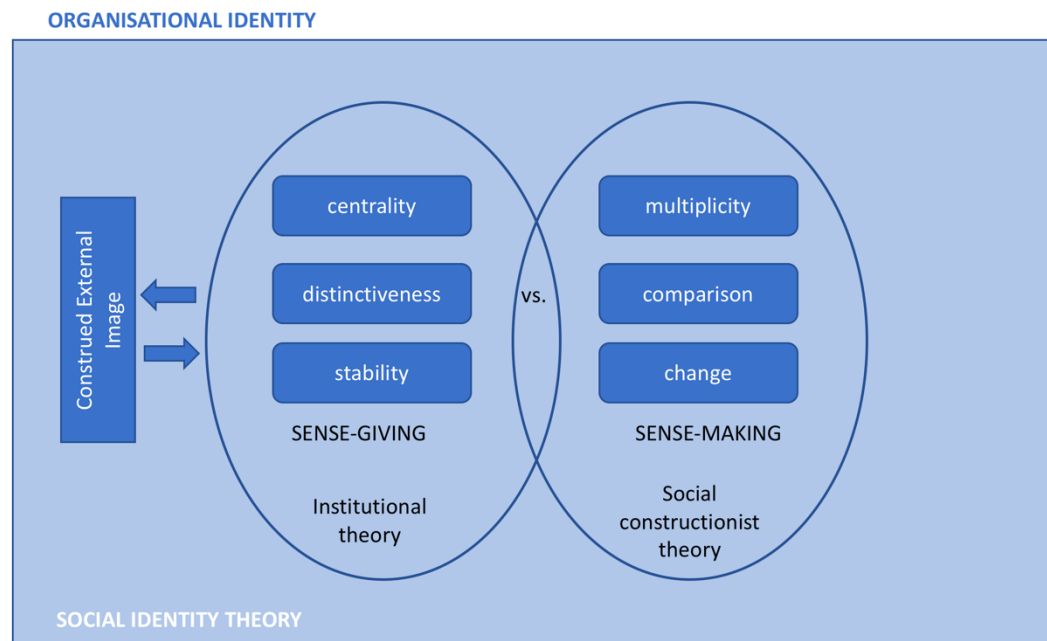 ORGANISATIONAL IDENTITY
Construed External
Image
centrality
distinctiveness
stability
SENSE-GIVING
Institutional
theory
vs.
multiplicity
comparison
change
SENSE-MAKING
Social
constructionist
theory
SOCIAL IDENTITY THEORY